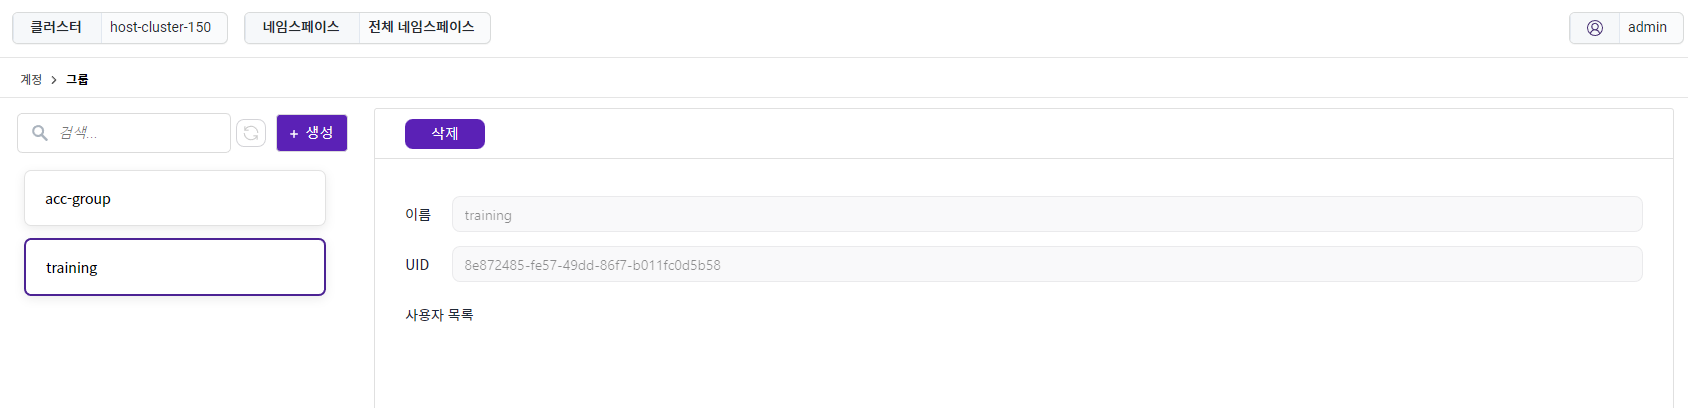 클러스터 host-cluster-150 네임스페이스 전체 네임스페이스 admin
계정 > 그룹
검색... + 생성 삭제
acc-group
training
이름 training
UID 8e872485-fe57-49dd-86f7-b011fc0d5b58
사용자 목록